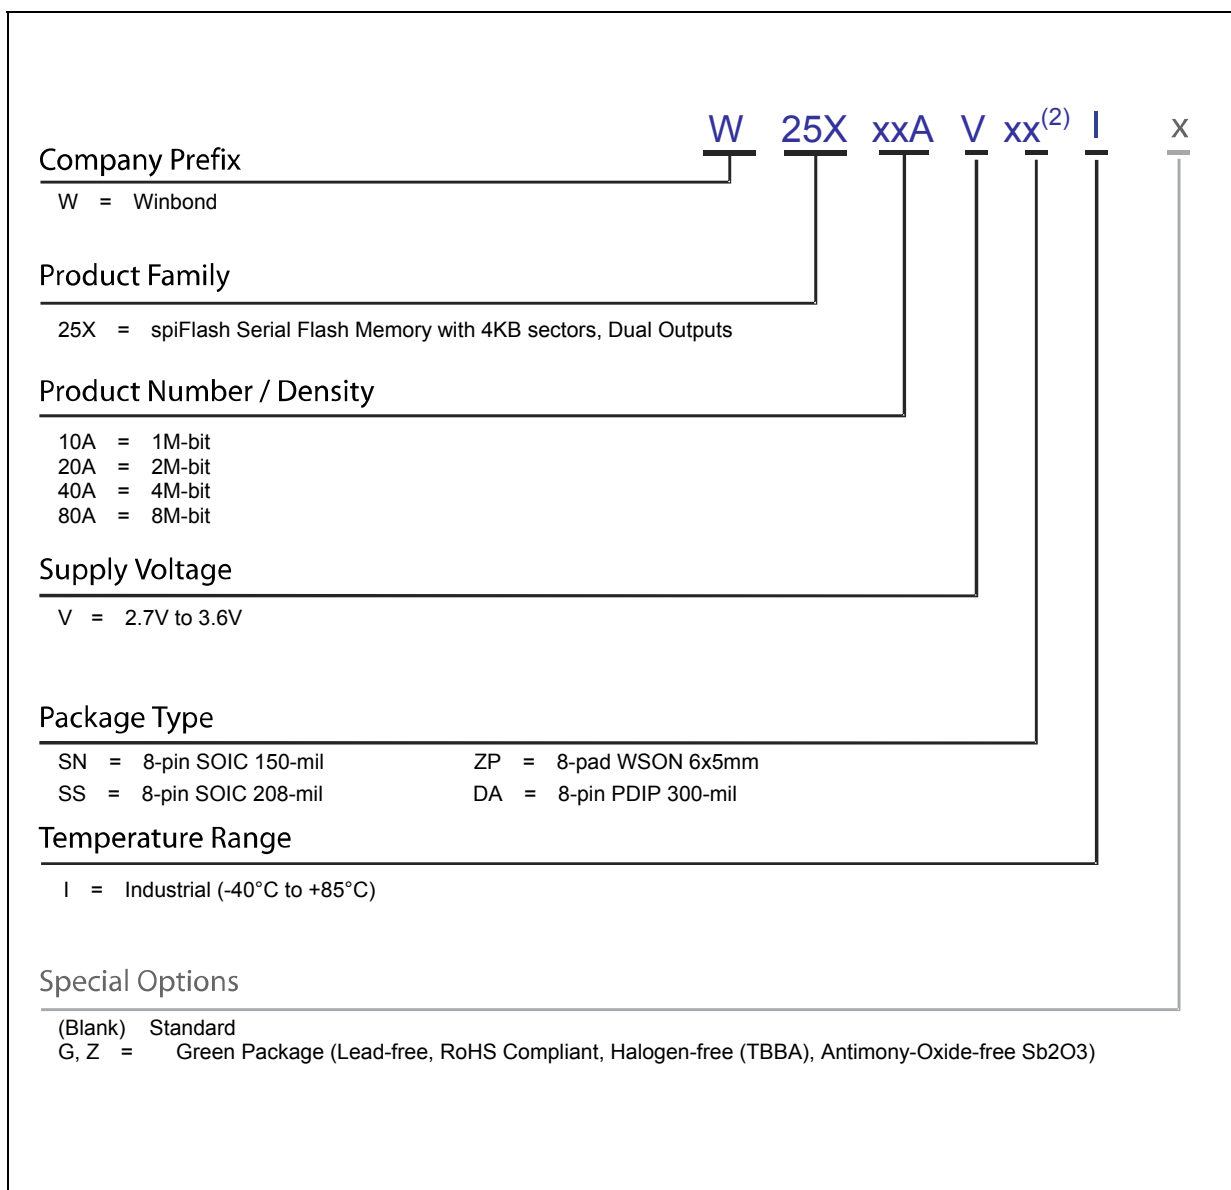 W 25X xxA V xx(2) I x
Company Prefix
W = Winbond
Product Family
25X = spiFlash Serial Flash Memory with 4KB sectors, Dual Outputs
Product Number / Density
10A = 1M-bit
20A = 2M-bit
40A = 4M-bit
80A = 8M-bit
Supply Voltage
V = 2.7V to 3.6V
Package Type
SN = 8-pin SOIC 150-mil ZP = 8-pad WSON 6x5mm
SS = 8-pin SOIC 208-mil DA = 8-pin PDIP 300-mil
Temperature Range
I = Industrial (-40°C to +85°C)
Special Options
(Blank) Standard
G, Z = Green Package (Lead-free, RoHS Compliant, Halogen-free (TBBA), Antimony-Oxide-free Sb2O3)